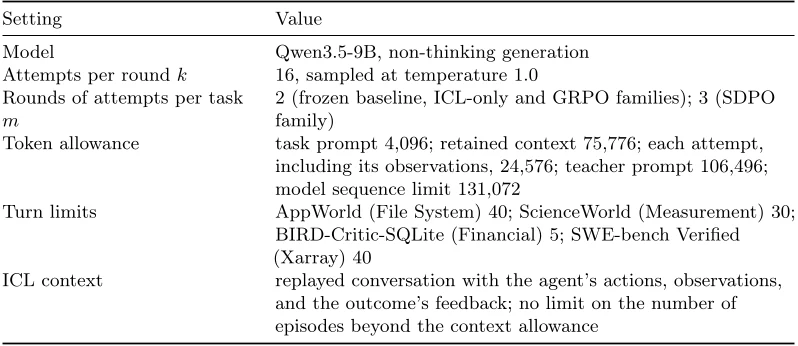 Setting Value
Model Qwen3.5-9B, non-thinking generation
Attempts per round k 16, sampled at temperature 1.0
Rounds of attempts per task 2 (frozen baseline, ICL-only and GRPO families); 3 (SDPO
m family)
Token allowance task prompt 4,096; retained context 75,776; each attempt,
including its observations, 24,576; teacher prompt 106,496;
model sequence limit 131,072
Turn limits AppWorld (File System) 40; ScienceWorld (Measurement) 30;
BIRD-Critic-SQLite (Financial) 5; SWE-bench Verified
(Xarray) 40
ICL context replayed conversation with the agent's actions, observations,
and the outcome's feedback; no limit on the number of
episodes beyond the context allowance